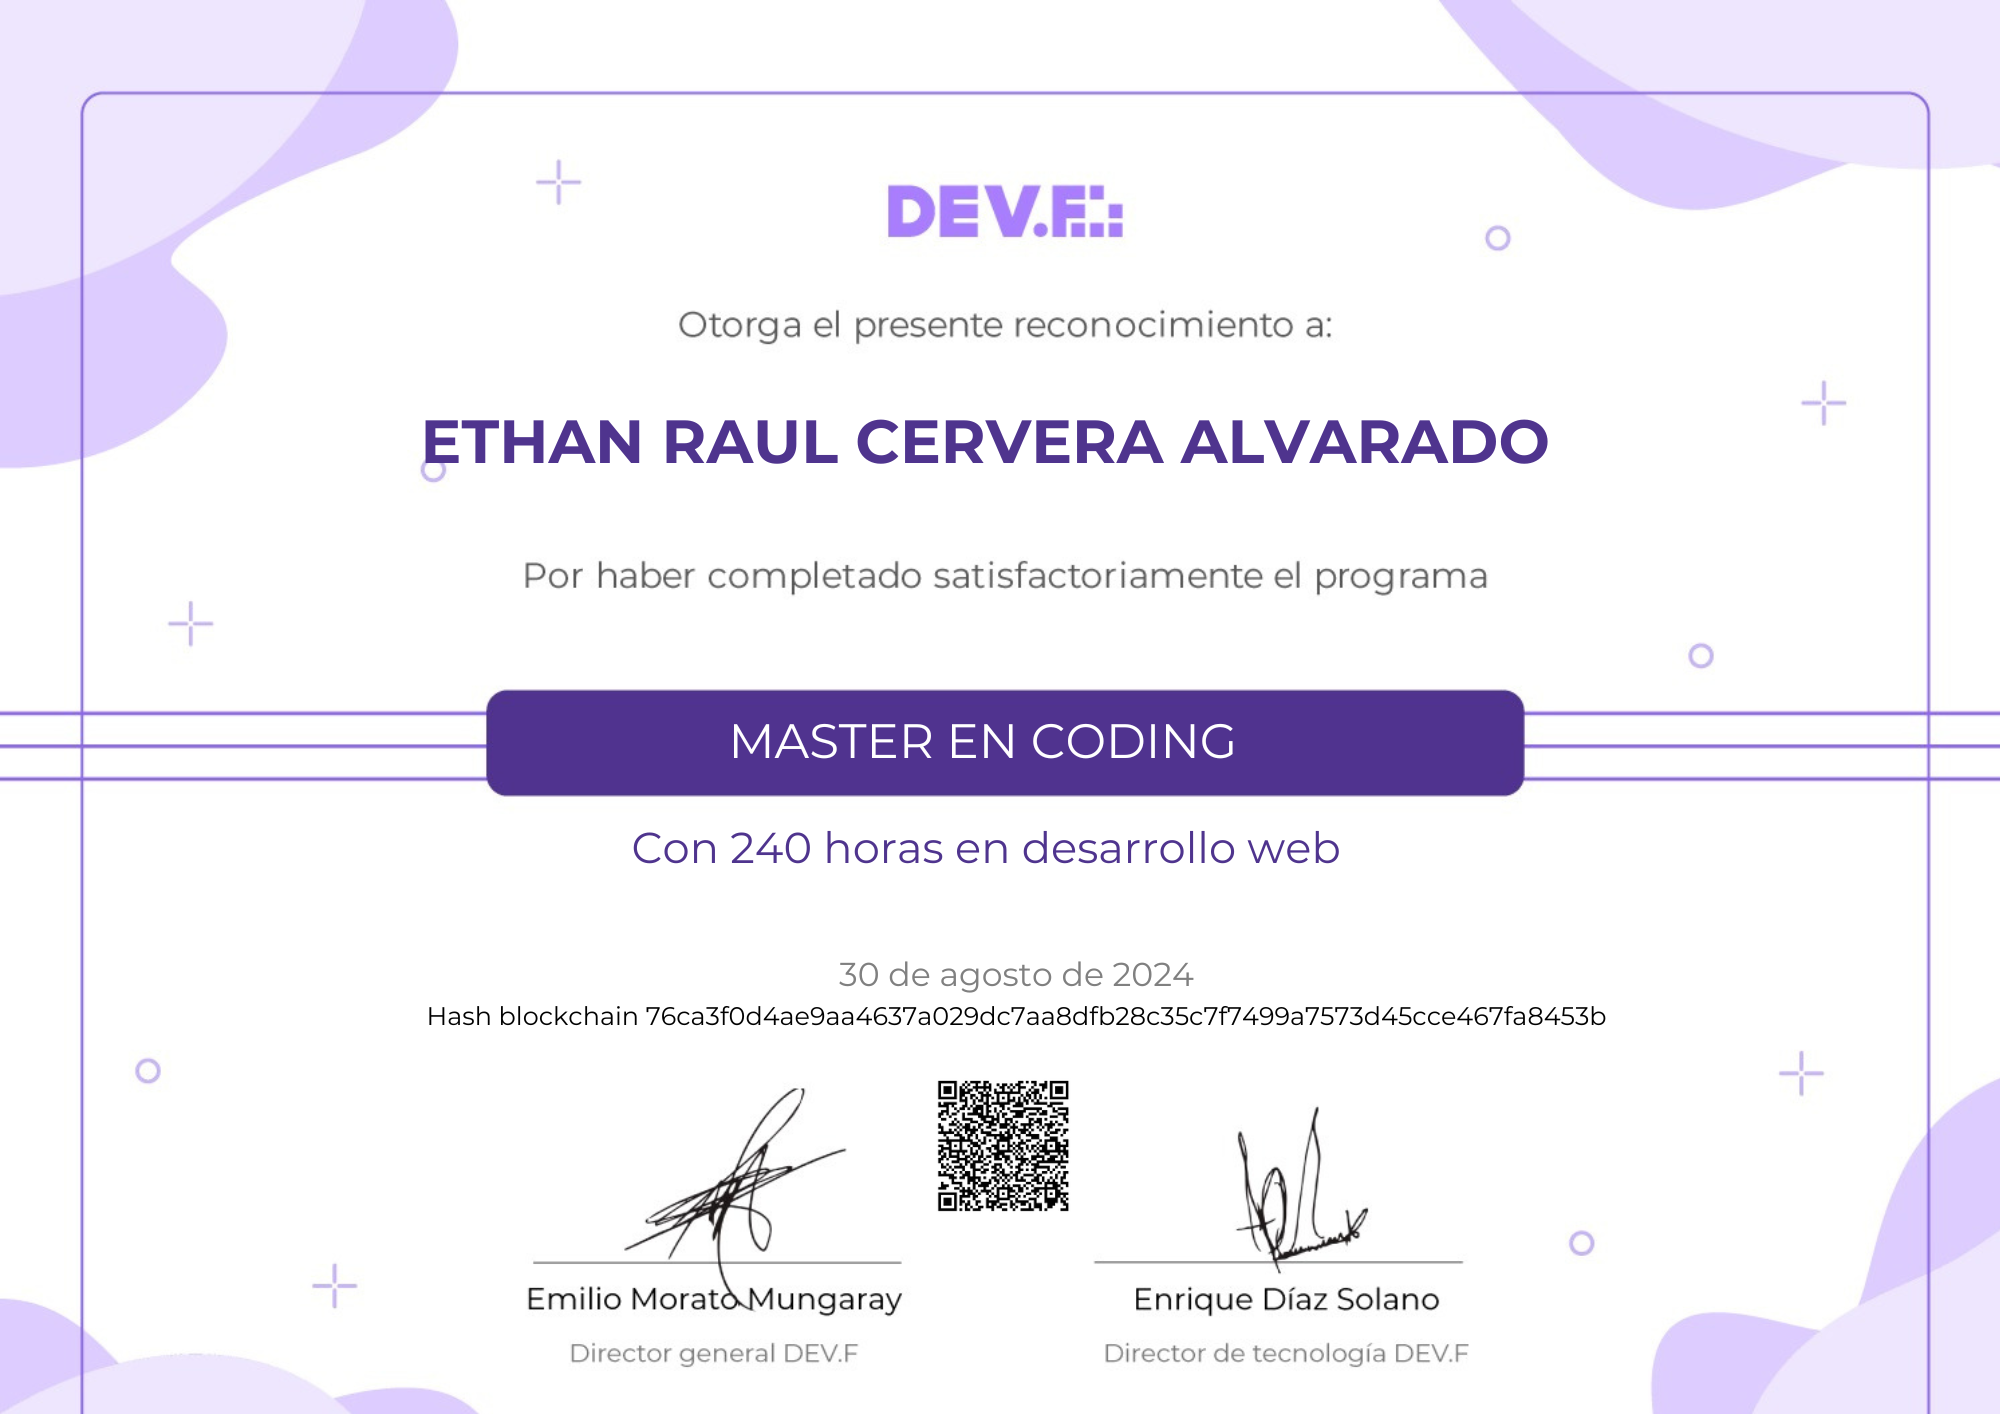 DEV.F
Otorga el presente reconocimiento a:
ETHAN RAUL CERVERA ALVARADO
Por haber completado satisfactoriamente el programa
MASTER EN CODING
Con 240 horas en desarrollo web
30 de agosto de 2024
Hash blockchain 76ca3f0d4ae9aa4637a029dc7aa8dfb28c35c7f7499a7573d45cce467fa8453b
Emilio Morato Mungaray
Enrique Díaz Solano
Director general DEV.F
Director de tecnología DEV.F